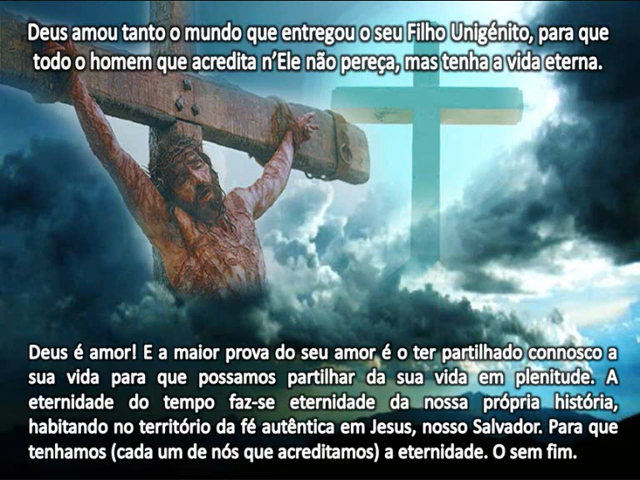 Deus amou tanto o mundo que entregou o seu Filho Unigénito, para que
todo o homem que acredita n'Ele não pereça, mas tenha a vida eterna.
Deus é amor! E a maior prova do seu amor é o ter partilhado connosco a
sua vida para que possamos partilhar da sua vida em plenitude. A
eternidade do tempo faz-se eternidade da nossa própria história,
habitando no território da fé autêntica em Jesus, nosso Salvador. Para que
tenhamos (cada um de nós que acreditamos) a eternidade. O sem fim.